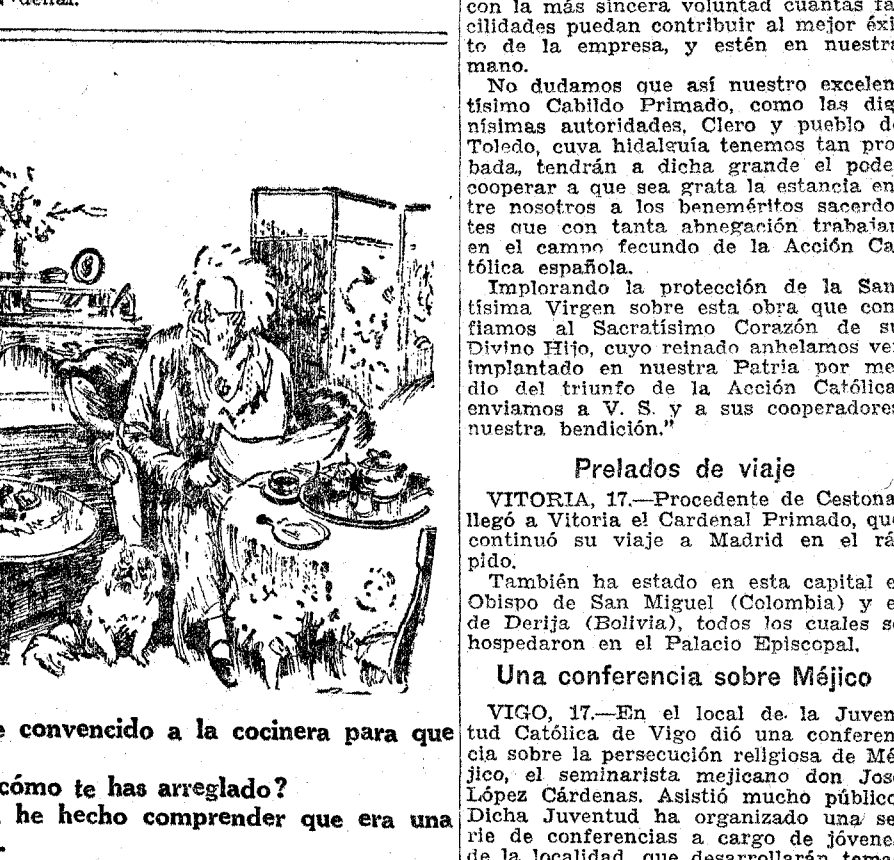 e convencido a la cocinera para que
cómo te has arreglado?
he hecho comprender que era una
con la más sincera voluntad cuantas fa
cilidades puedan contribuir al mejor éxi
to de la empresa, y estén en nuestra
mano.
No dudamos que así nuestro excelen
tísimo Cabildo Primado, como las dig
nísimas autoridades, Clero y pueblo de
Toledo, cuya hidalguía tenemos tan pro
bada, tendrán a dicha grande el pode
cooperar a que sea grata la estancia en
tre nosotros a los beneméritos sacerdo
tes que con tanta abnegación trabajan
en el campo fecundo de la Acción Ca
tólica española.
Implorando la protección de la San
tísima Virgen sobre esta obra que con
fiamos al Sacratísimo Corazón de su
Divino Hijo, cuyo reinado anhelamos ve
implantado en nuestra Patria por me
dio del triunfo de la Acción Católica
enviamos a V. S. y a sus cooperadores
nuestra bendición."
Prelados de viaje
VITORIA, 17.—Procedente de Cestona
llegó a Vitoria el Cardenal Primado, que
continuó su viaje a Madrid en el rá
pido.
También ha estado en esta capital e
Obispo de San Miguel (Colombia) y e
de Derija (Bolivia), todos los cuales s
hospedaron en el Palacio Episcopal.
Una conferencia sobre Méjico
VIGO, 17.—En el local de la Juven
tud Católica de Vigo dió una conferen
cia sobre la persecución religiosa de Mé
jico, el seminarista mejicano don José
López Cárdenas. Asistió mucho público
Dicha Juventud ha organizado una se
rie de conferencias a cargo de jóvene
de la localidad, que desarrollarán tema